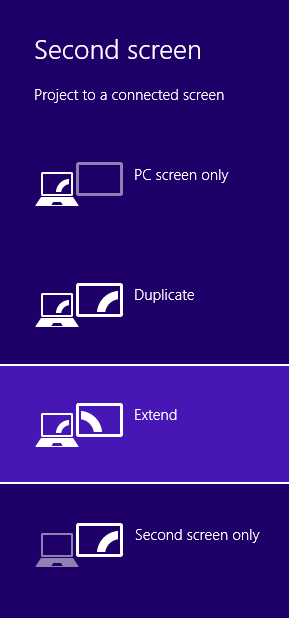 Second screen
Project to a connected screen
PC screen only
Duplicate
Extend
Second screen only